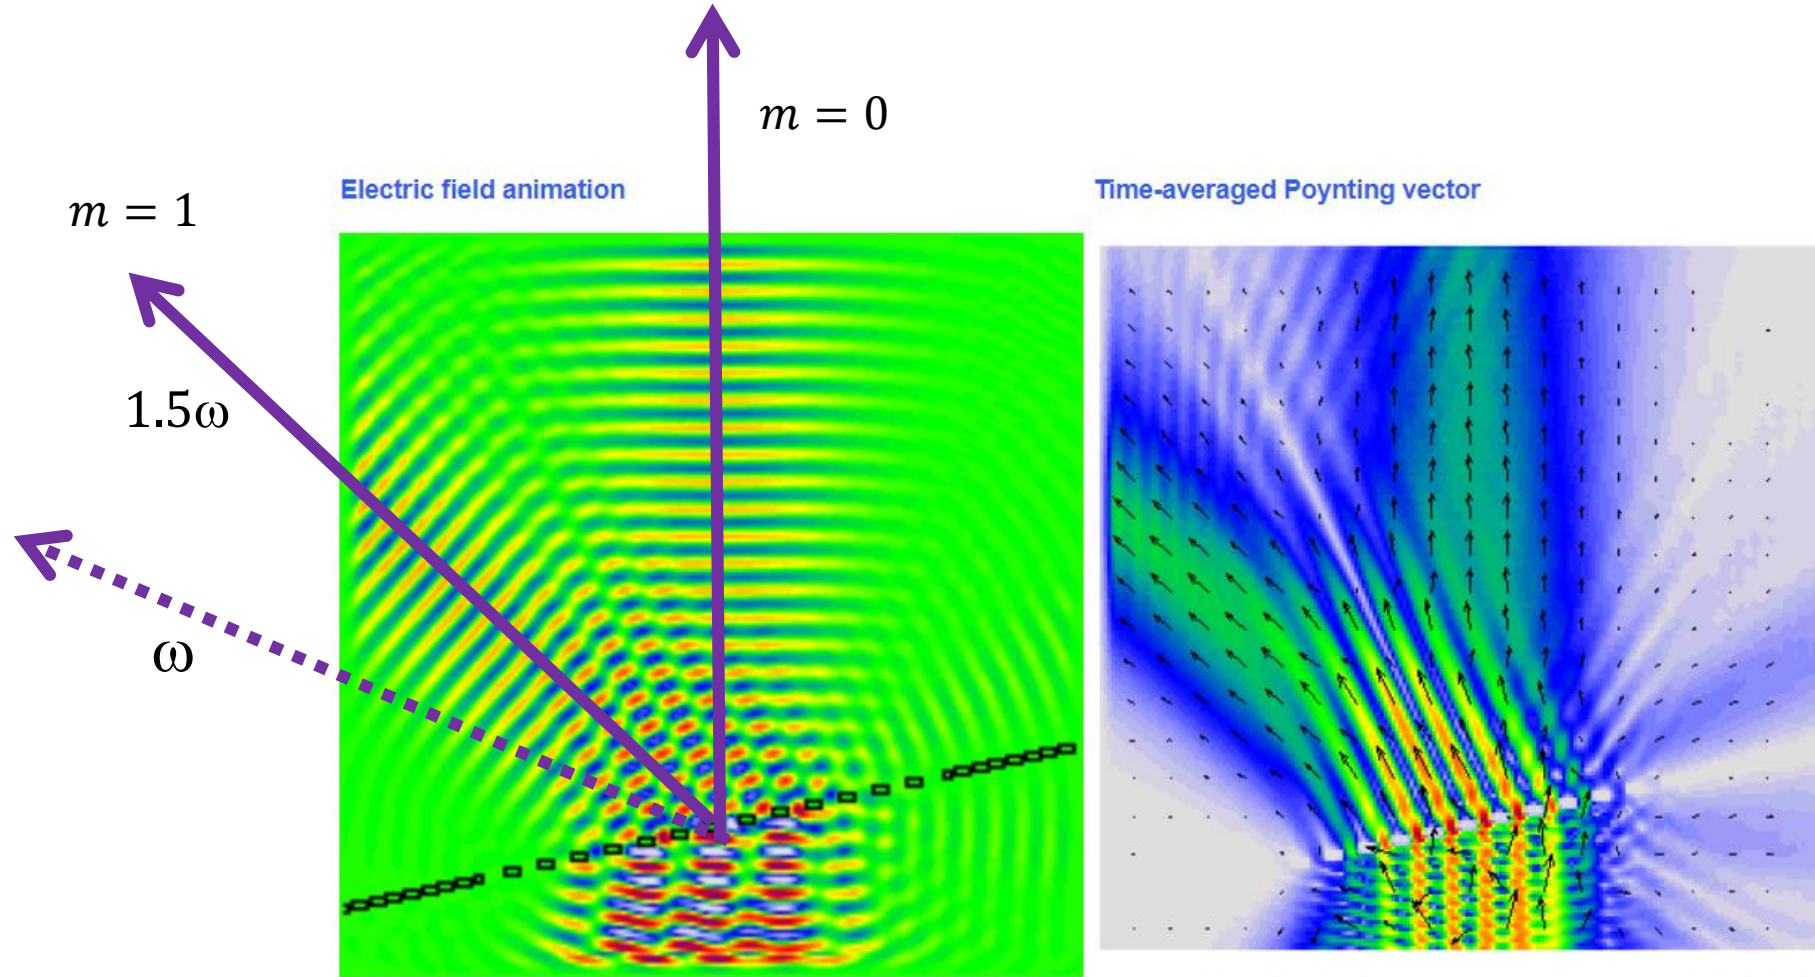 m = 0
Electric field animation
Time-averaged Poynting vector
m = 1
1.5ω
ω